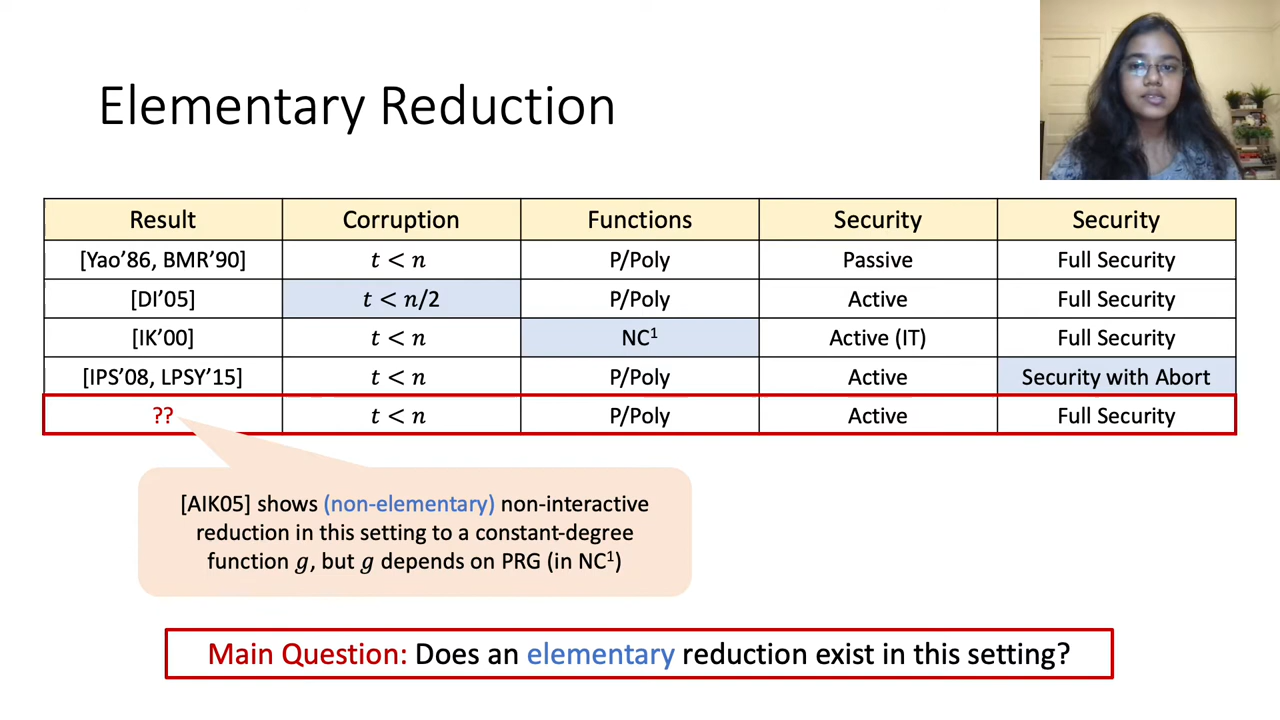 Elementary Reduction
Result Corruption Functions Security Security
[Yao’86, BMR’90] t < n P/Poly Passive Full Security
[DI’05] t < n/2 P/Poly Active Full Security
[IK’00] t < n NC¹ Active (IT) Full Security
[IPS’08, LPSY’15] t < n P/Poly Active Security with Abort
?? t < n P/Poly Active Full Security
[AIK05] shows (non-elementary) non-interactive
reduction in this setting to a constant-degree
function g, but g depends on PRG (in NC¹)
Main Question: Does an elementary reduction exist in this setting?